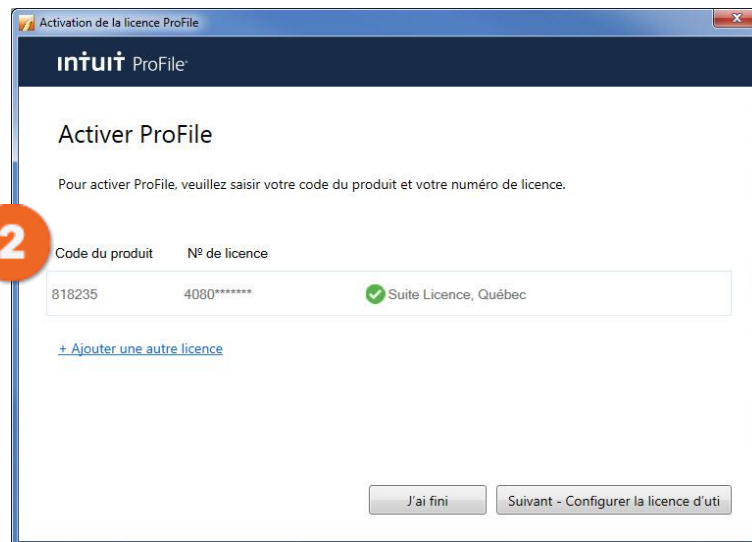 Activation de la licence ProFile
x
ıntuıt ProFile
Activer ProFile
Pour activer ProFile, veuillez saisir votre code du produit et votre numéro de licence.
2
Code du produit Nº de licence
818235 4080******* Suite Licence, Québec
+ Ajouter une autre licence
J'ai fini Suivant - Configurer la licence d'uti